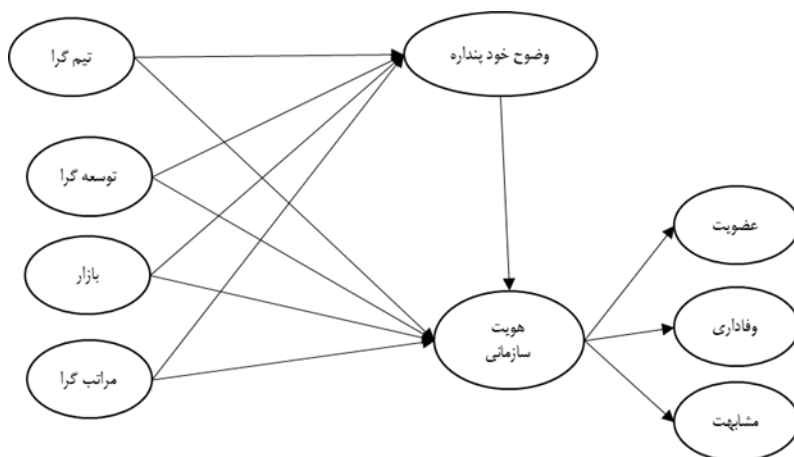 تیم گرا
وضوح خود پنداره
توسعه گرا
عضویت
بازار
وفاداری
هویت
سازمانی
مراتب گرا
مشابهت